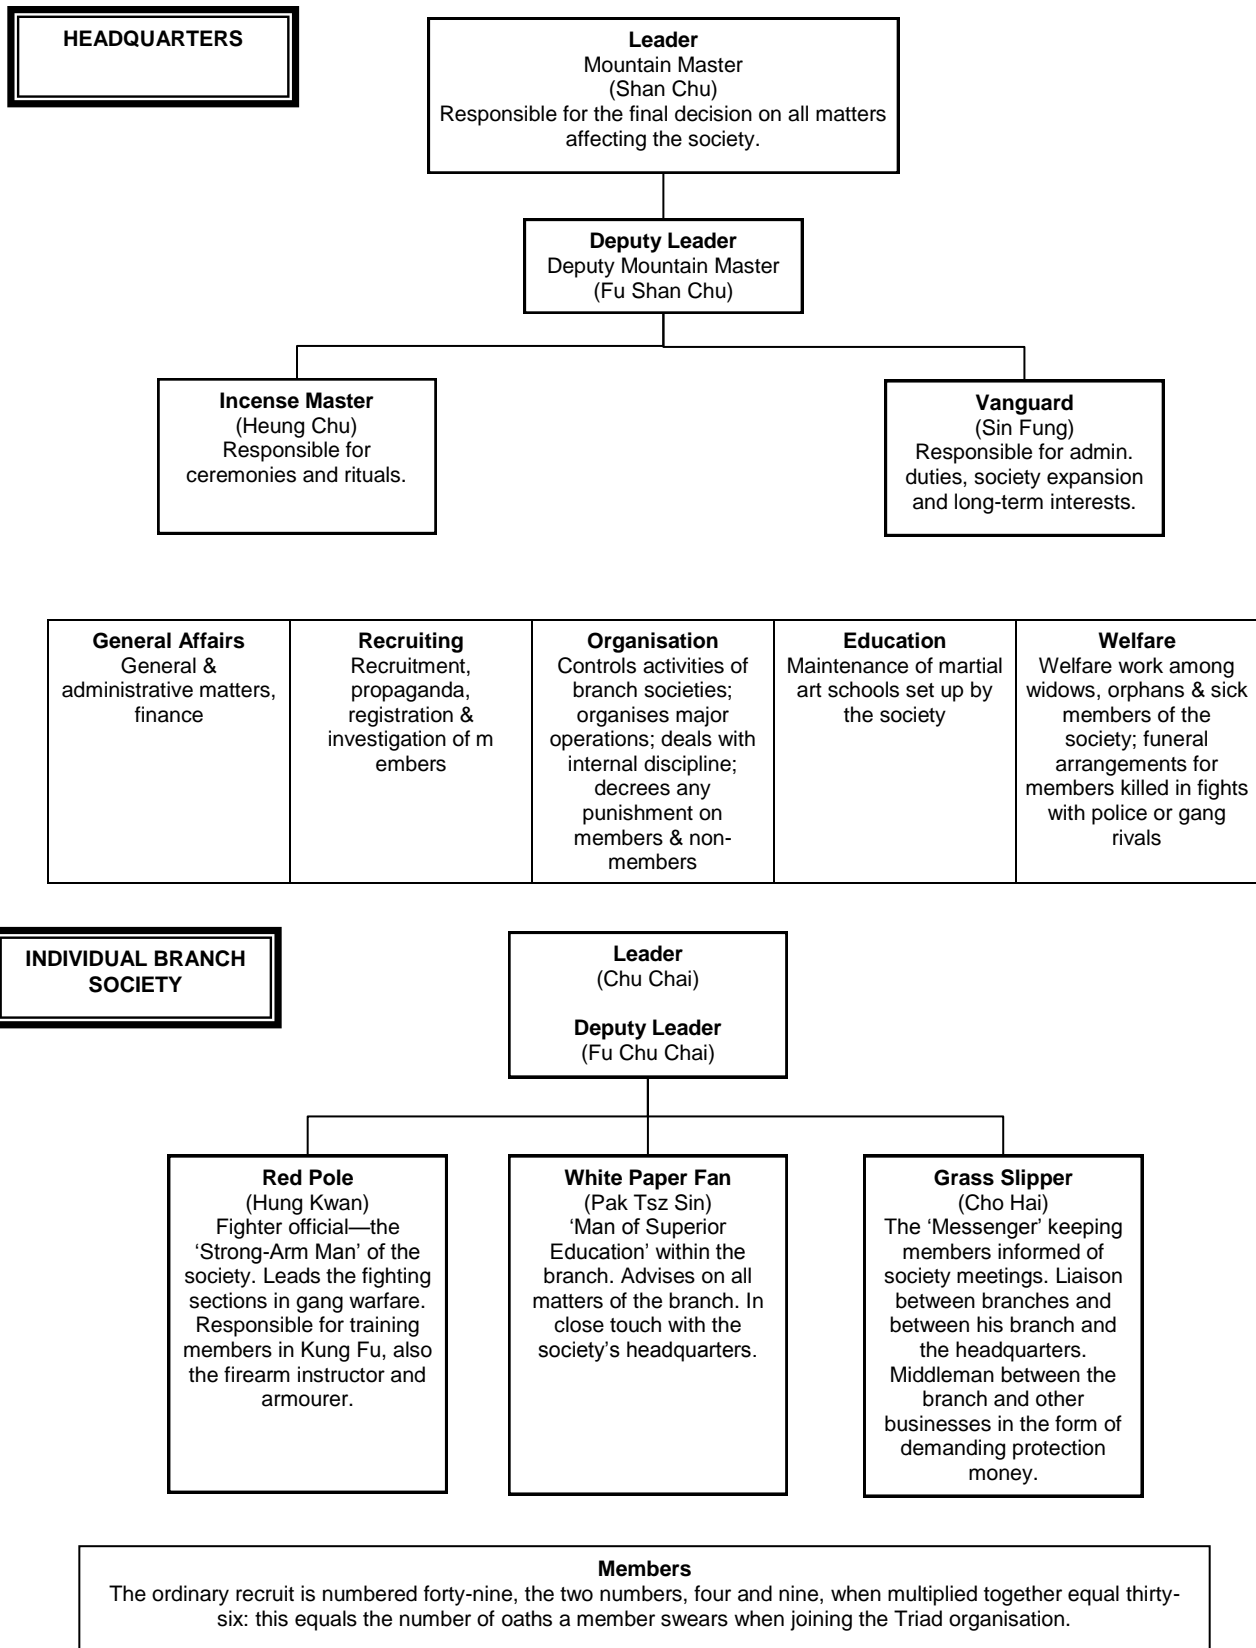 HEADQUARTERS
Leader
Mountain Master
(Shan Chu)
Responsible for the final decision on all matters
affecting the society.
Deputy Leader
Deputy Mountain Master
(Fu Shan Chu)
Incense Master
(Heung Chu)
Responsible for
ceremonies and rituals.
Vanguard
(Sin Fung)
Responsible for admin.
duties, society expansion
and long-term interests.
General Affairs
General &
administrative matters,
finance
Recruiting
Recruitment,
propaganda,
registration &
investigation of m
embers
Organisation
Controls activities of
branch societies;
organises major
operations; deals with
internal discipline;
decrees any
punishment on
members & non-
members
Education
Maintenance of martial
art schools set up by
the society
Welfare
Welfare work among
widows, orphans & sick
members of the
society; funeral
arrangements for
members killed in fights
with police or gang
rivals
INDIVIDUAL BRANCH
SOCIETY
Leader
(Chu Chai)
Deputy Leader
(Fu Chu Chai)
Red Pole
(Hung Kwan)
Fighter official—the
‘Strong-Arm Man’ of the
society. Leads the fighting
sections in gang warfare.
Responsible for training
members in Kung Fu, also
the firearm instructor and
armourer.
White Paper Fan
(Pak Tsz Sin)
‘Man of Superior
Education’ within the
branch. Advises on all
matters of the branch. In
close touch with the
society’s headquarters.
Grass Slipper
(Cho Hai)
The ‘Messenger’ keeping
members informed of
society meetings. Liaison
between branches and
between his branch and
the headquarters.
Middleman between the
branch and other
businesses in the form of
demanding protection
money.
Members
The ordinary recruit is numbered forty-nine, the two numbers, four and nine, when multiplied together equal thirty-
six: this equals the number of oaths a member swears when joining the Triad organisation.